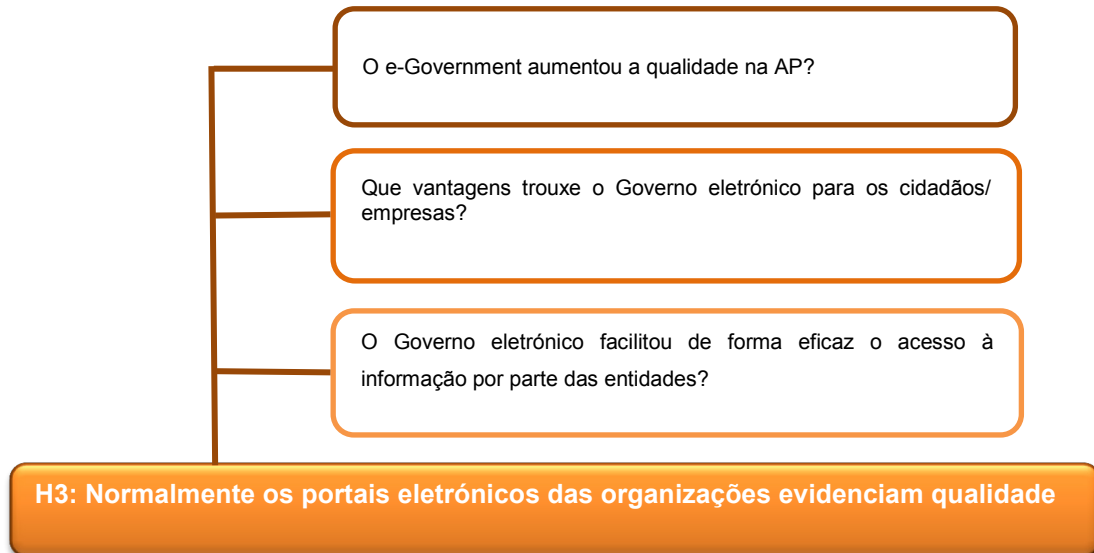 O e-Government aumentou a qualidade na AP?
Que vantagens trouxe o Governo eletrónico para os cidadãos/
empresas?
O Governo eletrónico facilitou de forma eficaz o acesso à
informação por parte das entidades?
H3: Normalmente os portais eletrónicos das organizações evidenciam qualidade